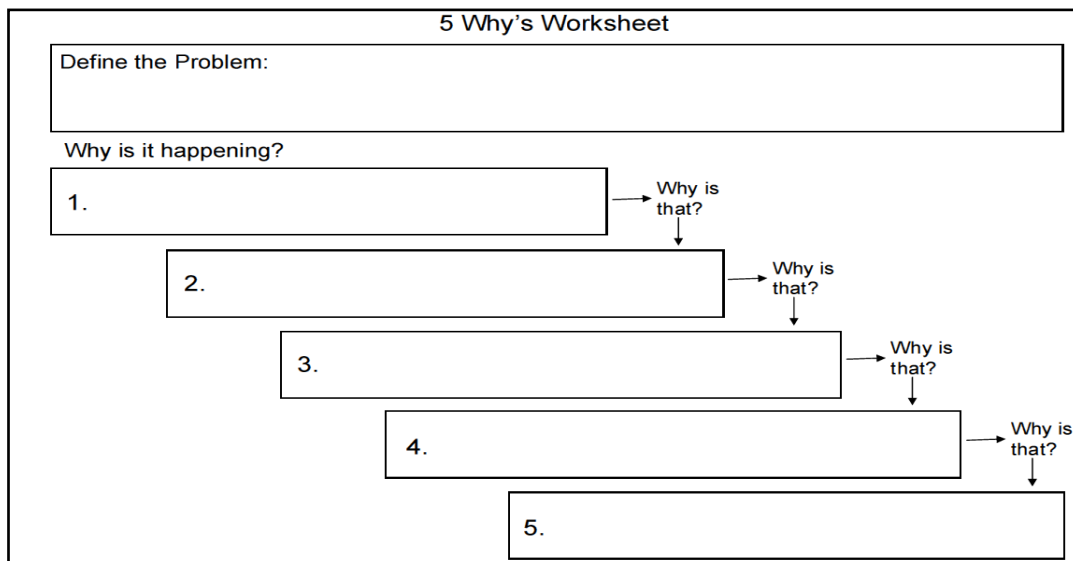 5 Why's Worksheet
Define the Problem:
Why is it happening?
1.
Why is
that?
2.
Why is
that?
3.
Why is
that?
4.
Why is
that?
5.